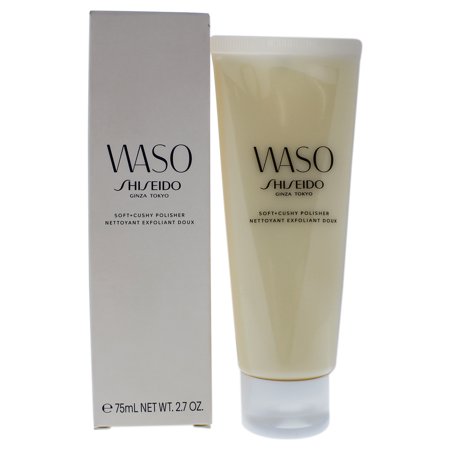 WASO
SHISEIDO
GINZA TOKYO
SOFT+CUSHY POLISHER
NETTOYANT EXFOLIANT DOUX
℮ 75mL NET WT. 2.7 OZ.
WASO
SHISEIDO
GINZA TOKYO
SOFT+CUSHY POLISHER
NETTOYANT EXFOLIANT DOUX